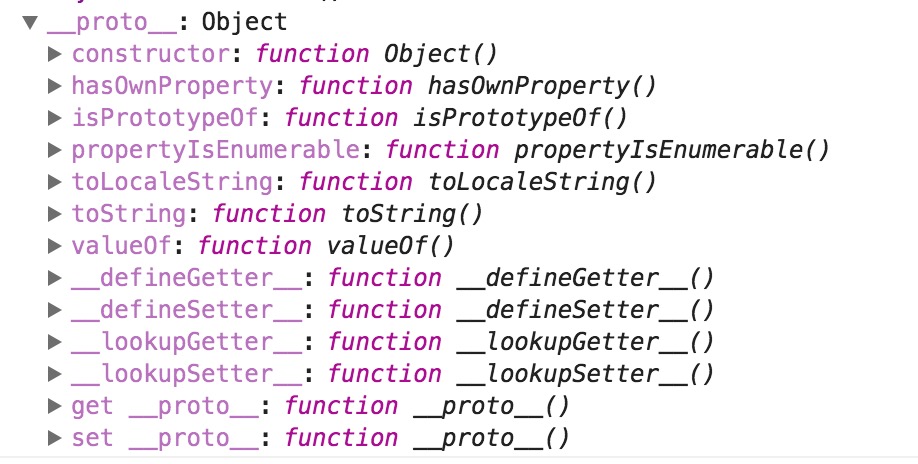 __proto__: Object
constructor: function Object()
hasOwnProperty: function hasOwnProperty()
isPrototypeOf: function isPrototypeOf()
propertyIsEnumerable: function propertyIsEnumerable()
toLocaleString: function toLocaleString()
toString: function toString()
valueOf: function valueOf()
__defineGetter__: function __defineGetter__()
__defineSetter__: function __defineSetter__()
__lookupGetter__: function __lookupGetter__()
__lookupSetter__: function __lookupSetter__()
get __proto__: function __proto__()
set __proto__: function __proto__()